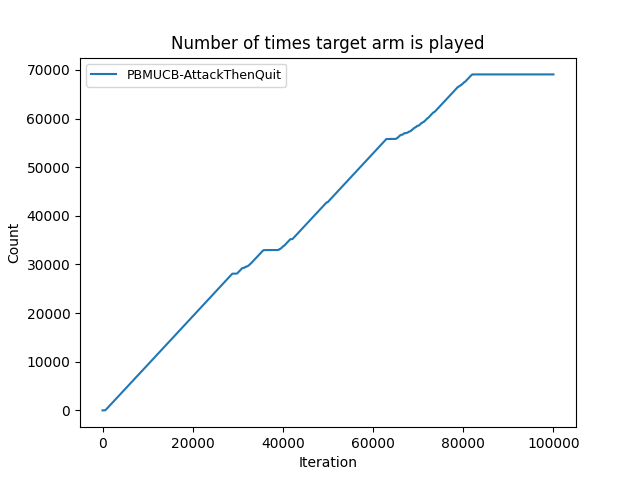 Number of times target arm is played
PBMUCB-AttackThenQuit
Count
70000
60000
50000
40000
30000
20000
10000
0
0 20000 40000 60000 80000 100000
Iteration